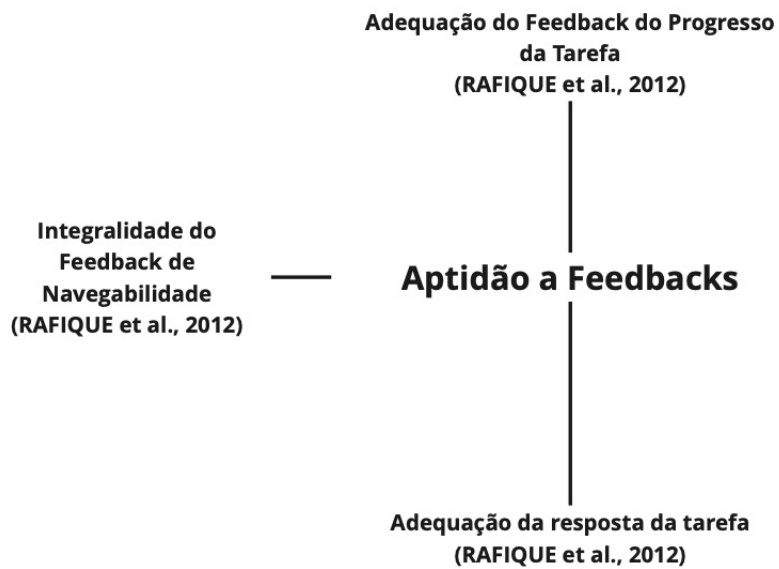 Adequação do Feedback do Progresso
da Tarefa
(RAFIQUE et al., 2012)
Integralidade do
Feedback de
Navegabilidade
(RAFIQUE et al., 2012)
Aptidão a Feedbacks
Adequação da resposta da tarefa
(RAFIQUE et al., 2012)